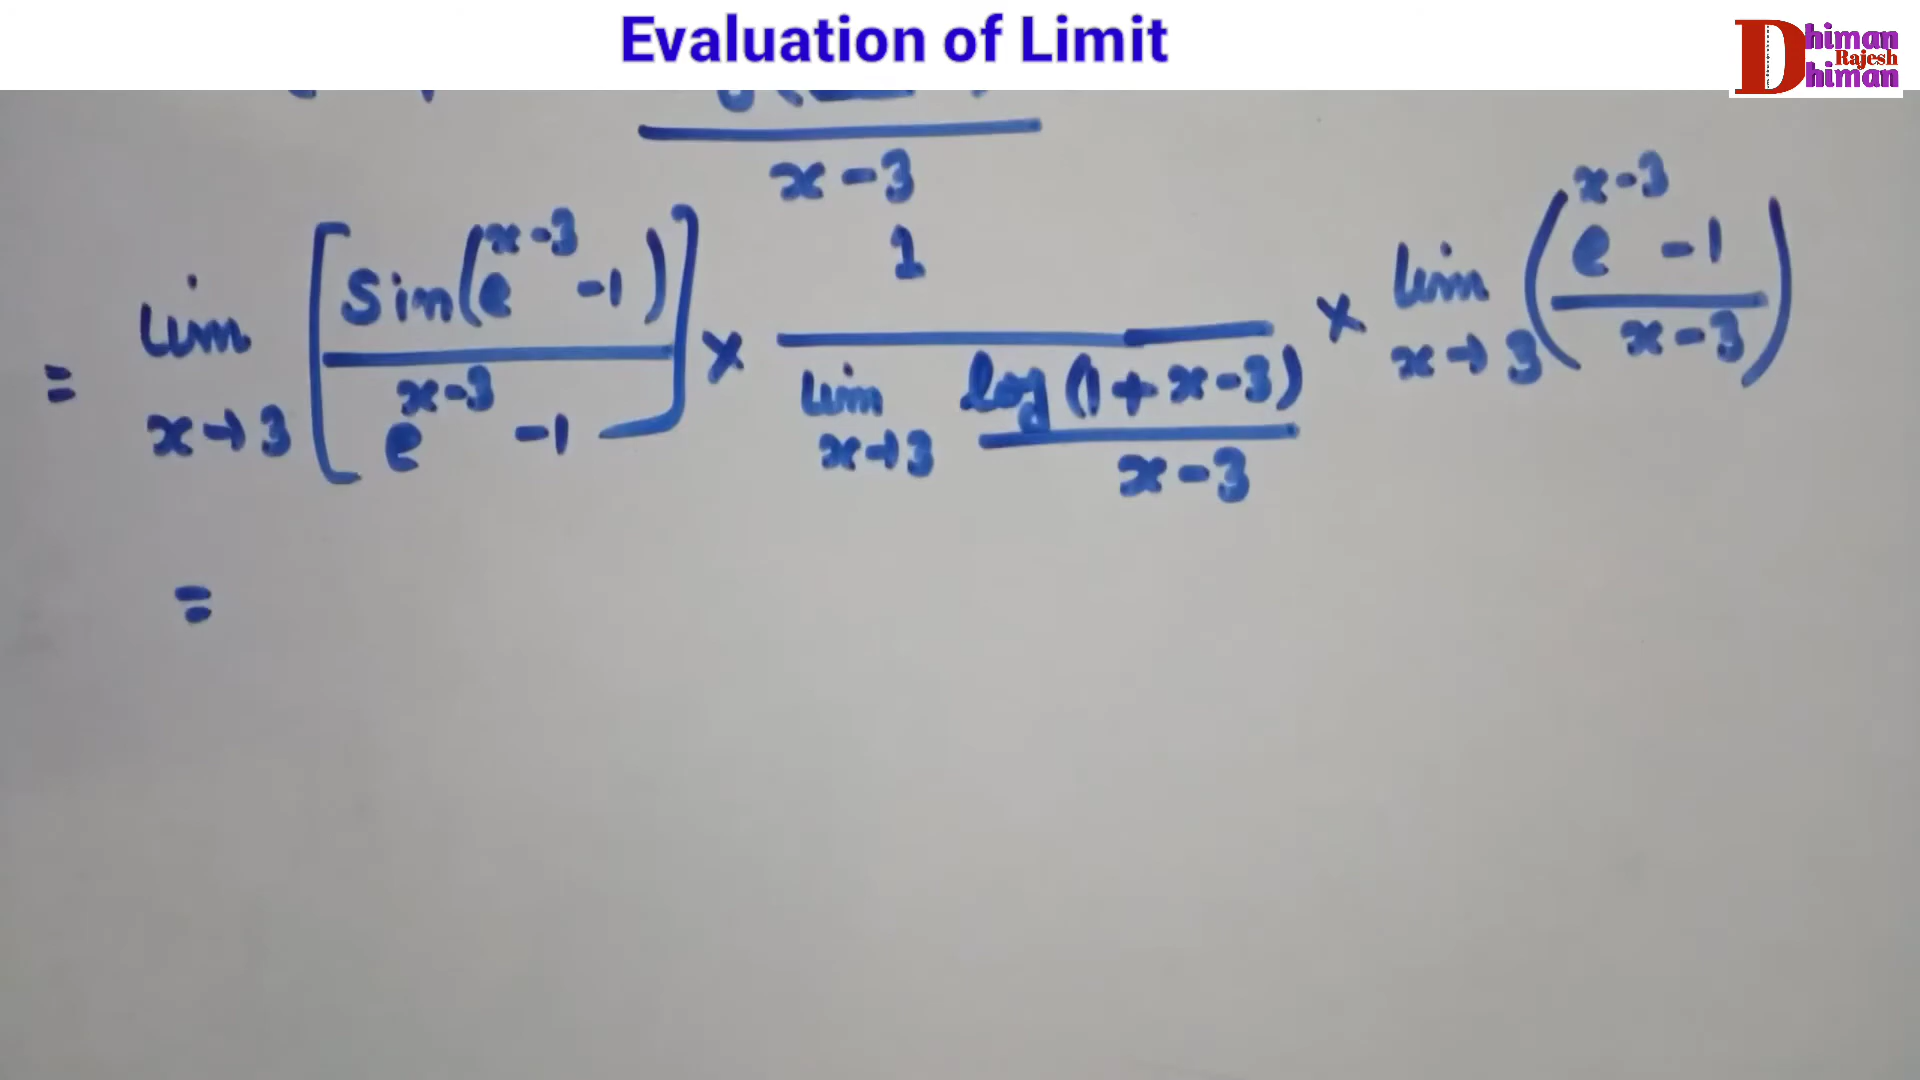 Evaluation of Limit
Dhiman
Rajesh
Dhiman
x-3
= lim x→3 [sin(e^{x-3} -1) / e^{x-3} -1] × 1 / lim x→3 log(1+x-3) / x-3 × lim x→3 (e^{x-3} -1 / x-3)
=